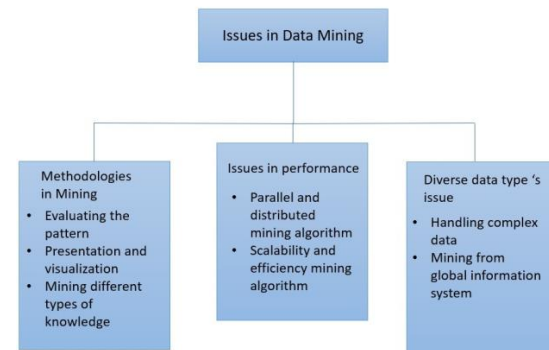 Issues in Data Mining
Methodologies
in Mining
• Evaluating the
pattern
• Presentation and
visualization
• Mining different
types of
knowledge
Issues in performance
• Parallel and
distributed
mining algorithm
• Scalability and
efficiency mining
algorithm
Diverse data type ‘s
issue
• Handling complex
data
• Mining from
global information
system